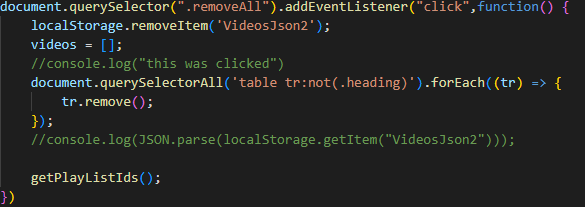 document.querySelector(".removeAll").addEventListener("click",function() {
localStorage.removeItem('VideosJson2');
videos = [];
//console.log("this was clicked")
document.querySelectorAll('table tr:not(.heading)').forEach((tr) => {
tr.remove();
});
//console.log(JSON.parse(localStorage.getItem("VideosJson2")));
getPlayListIds();
})